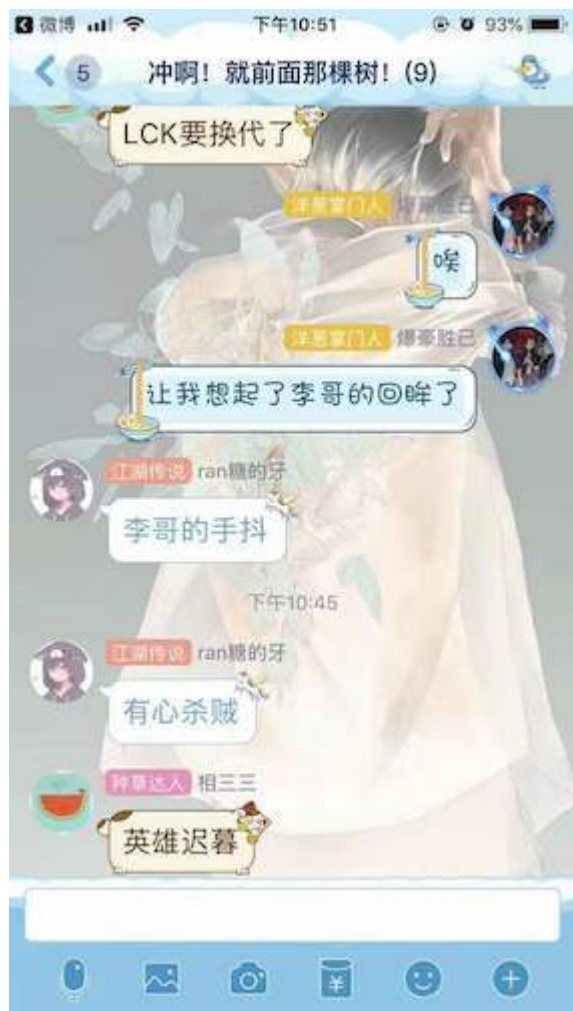 微博 下午10:51 93%
5 冲啊！就前面那棵树！(9)
LCK要换代了
洋葱掌门人 爆豪胜己
唉
洋葱掌门人 爆豪胜己
让我想起了李哥的回眸了
江湖传说 ran糖的牙
李哥的手抖
下午10:45
江湖传说 ran糖的牙
有心杀贼
种草达人 相三三
英雄迟暮
¥